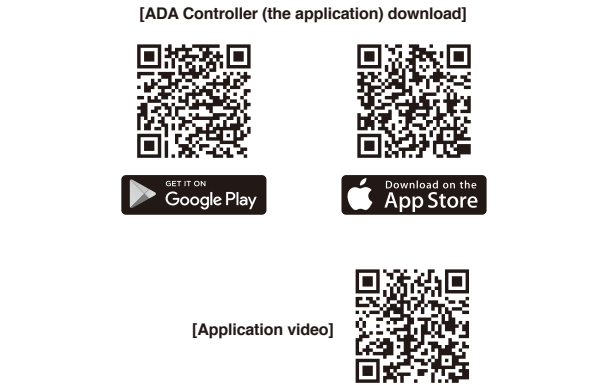 [ADA Controller (the application) download]
GET IT ON
Google Play
Download on the
App Store
[Application video]